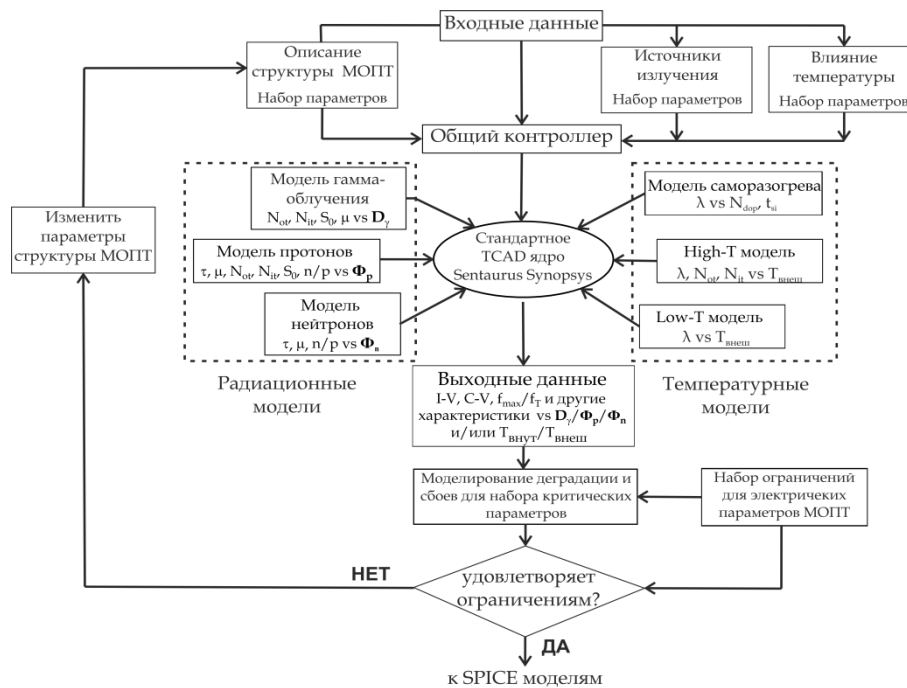 Входные данные
Описание
структуры МОПТ
Набор параметров
Источники
излучения
Набор параметров
Влияние
температуры
Набор параметров
Общий контроллер
Модель гамма-
облучения
N_ot, N_it, S_0, μ vs D_γ
Модель протонов
τ, μ, N_ot, N_it, S_0, n/p vs Φ_p
Модель
нейтронов
τ, μ, n/p vs Φ_n
Радиационные
модели
Стандартное
TCAD ядро
Sentaurus Synopsys
Модель саморазогрева
λ vs N_dop, t_si
High-T модель
λ, N_ot, N_it vs T_внеш
Low-T модель
λ vs T_внеш
Температурные
модели
Изменить
параметры
структуры МОПТ
Выходные данные
I-V, C-V, f_max/f_T и другие
характеристики vs D_γ/Φ_p/Φ_n
и/или T_внут/T_внеш
Моделирование деградации и
сбоев для набора критических
параметров
Набор ограничений
для электричеких
параметров МОПТ
НЕТ
удовлетворяет
ограничениям?
ДА
к SPICE моделям